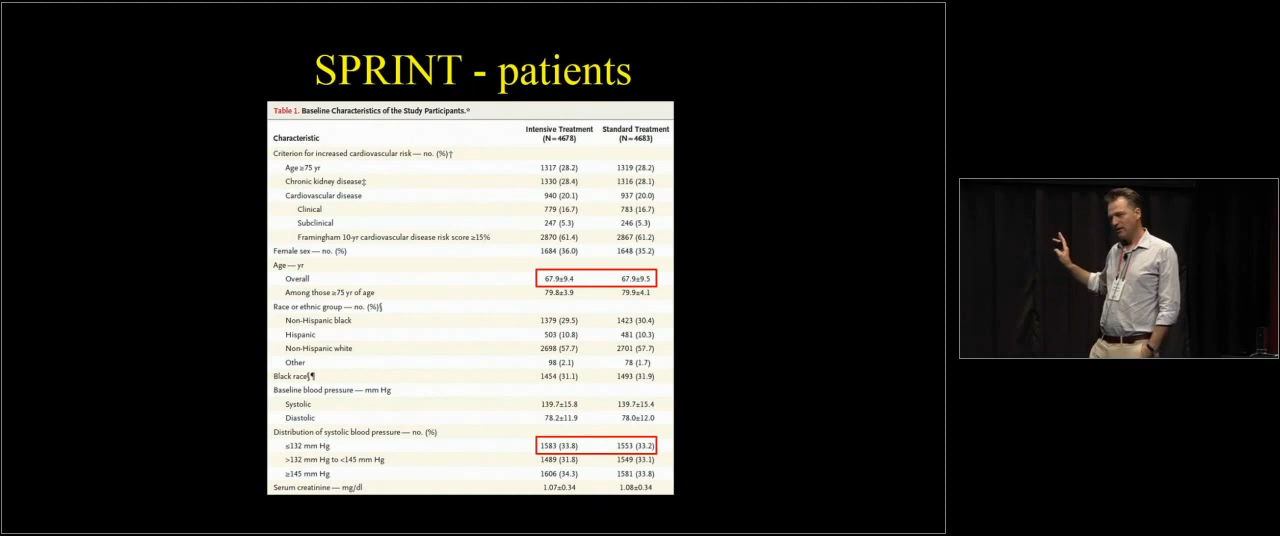 SPRINT - patients
Table 1. Baseline Characteristics of the Study Participants.*
Characteristic Intensive Treatment (N=4678) Standard Treatment (N=4683)
Criterion for increased cardiovascular risk — no. (%)†
Age ≥75 yr 1317 (28.2) 1319 (28.2)
Chronic kidney disease‡ 1330 (28.4) 1316 (28.1)
Cardiovascular disease 940 (20.1) 937 (20.0)
Clinical 779 (16.7) 783 (16.7)
Subclinical 247 (5.3) 246 (5.3)
Framingham 10-yr cardiovascular disease risk score ≥15% 2870 (61.4) 2867 (61.2)
Female sex — no. (%) 1684 (36.0) 1648 (35.2)
Age — yr
Overall 67.9±9.4 67.9±9.5
Among those ≥75 yr of age 79.8±3.9 79.9±4.1
Race or ethnic group — no. (%)§
Non-Hispanic black 1379 (29.5) 1423 (30.4)
Hispanic 503 (10.8) 481 (10.3)
Non-Hispanic white 2698 (57.7) 2701 (57.7)
Other 98 (2.1) 78 (1.7)
Black race§¶ 1454 (31.1) 1493 (31.9)
Baseline blood pressure — mm Hg
Systolic 139.7±15.8 139.7±15.4
Diastolic 78.2±11.9 78.0±12.0
Distribution of systolic blood pressure — no. (%)
≤132 mm Hg 1583 (33.8) 1553 (33.2)
>132 mm Hg to <145 mm Hg 1489 (31.8) 1549 (33.1)
≥145 mm Hg 1606 (34.3) 1581 (33.8)
Serum creatinine — mg/dl 1.07±0.34 1.08±0.34